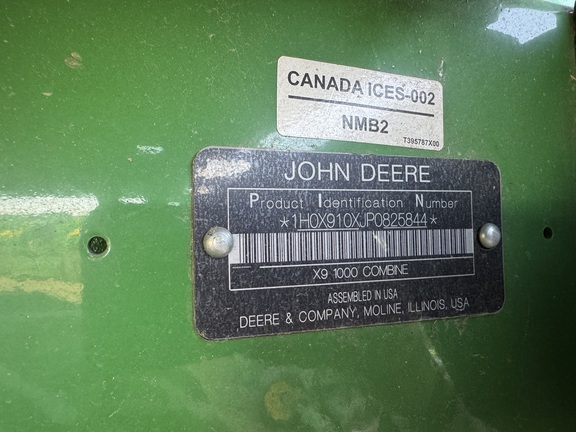 CANADA ICES-002
NMB2
T395787X00
JOHN DEERE
Product Identification Number
*1H0X910XJP0825844*
X9 1000 COMBINE
ASSEMBLED IN USA
DEERE & COMPANY, MOLINE, ILLINOIS, USA